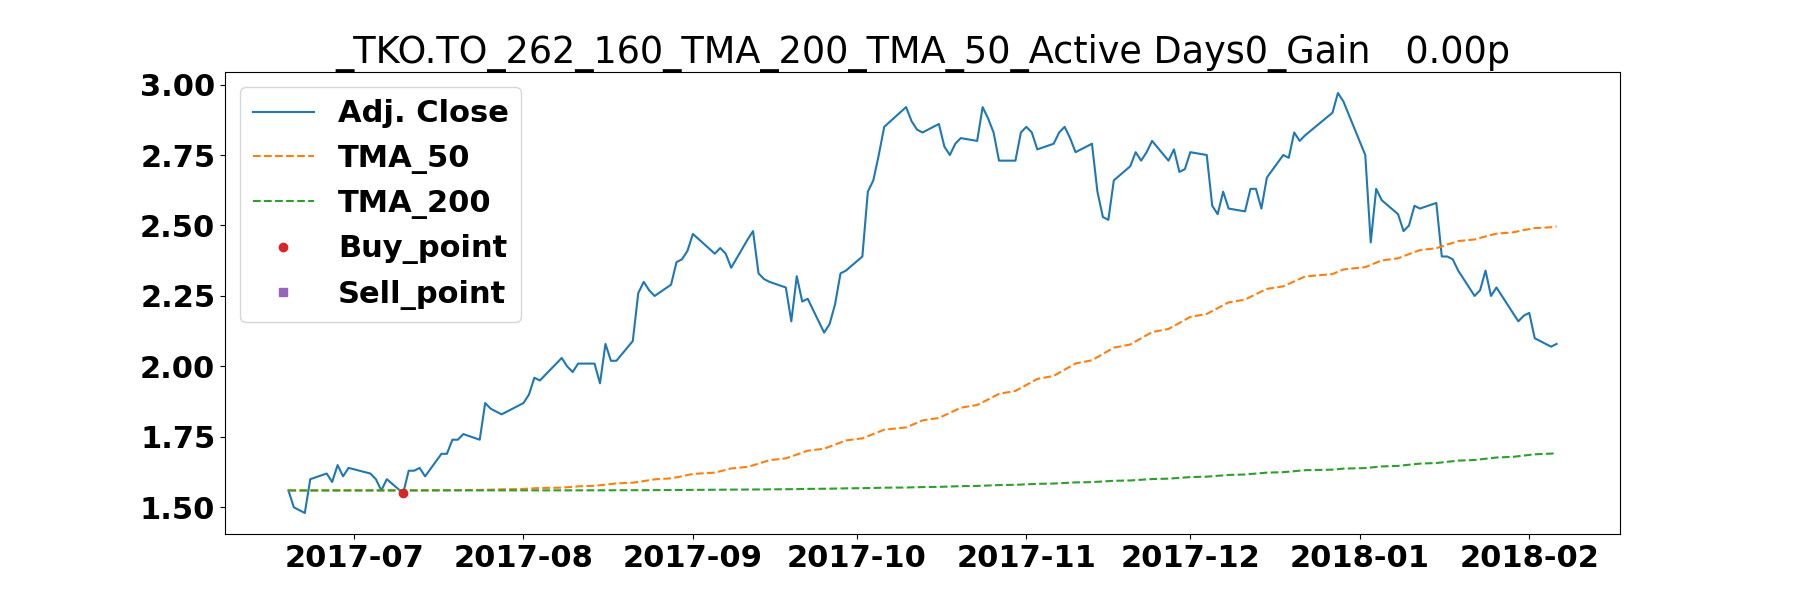 _TKO.TO_262_160_TMA_200_TMA_50_Active Days0_Gain   0.00p
3.00
2.75
2.50
2.25
2.00
1.75
1.50
Adj. Close
TMA_50
TMA_200
Buy_point
Sell_point
2017-07 2017-08 2017-09 2017-10 2017-11 2017-12 2018-01 2018-02